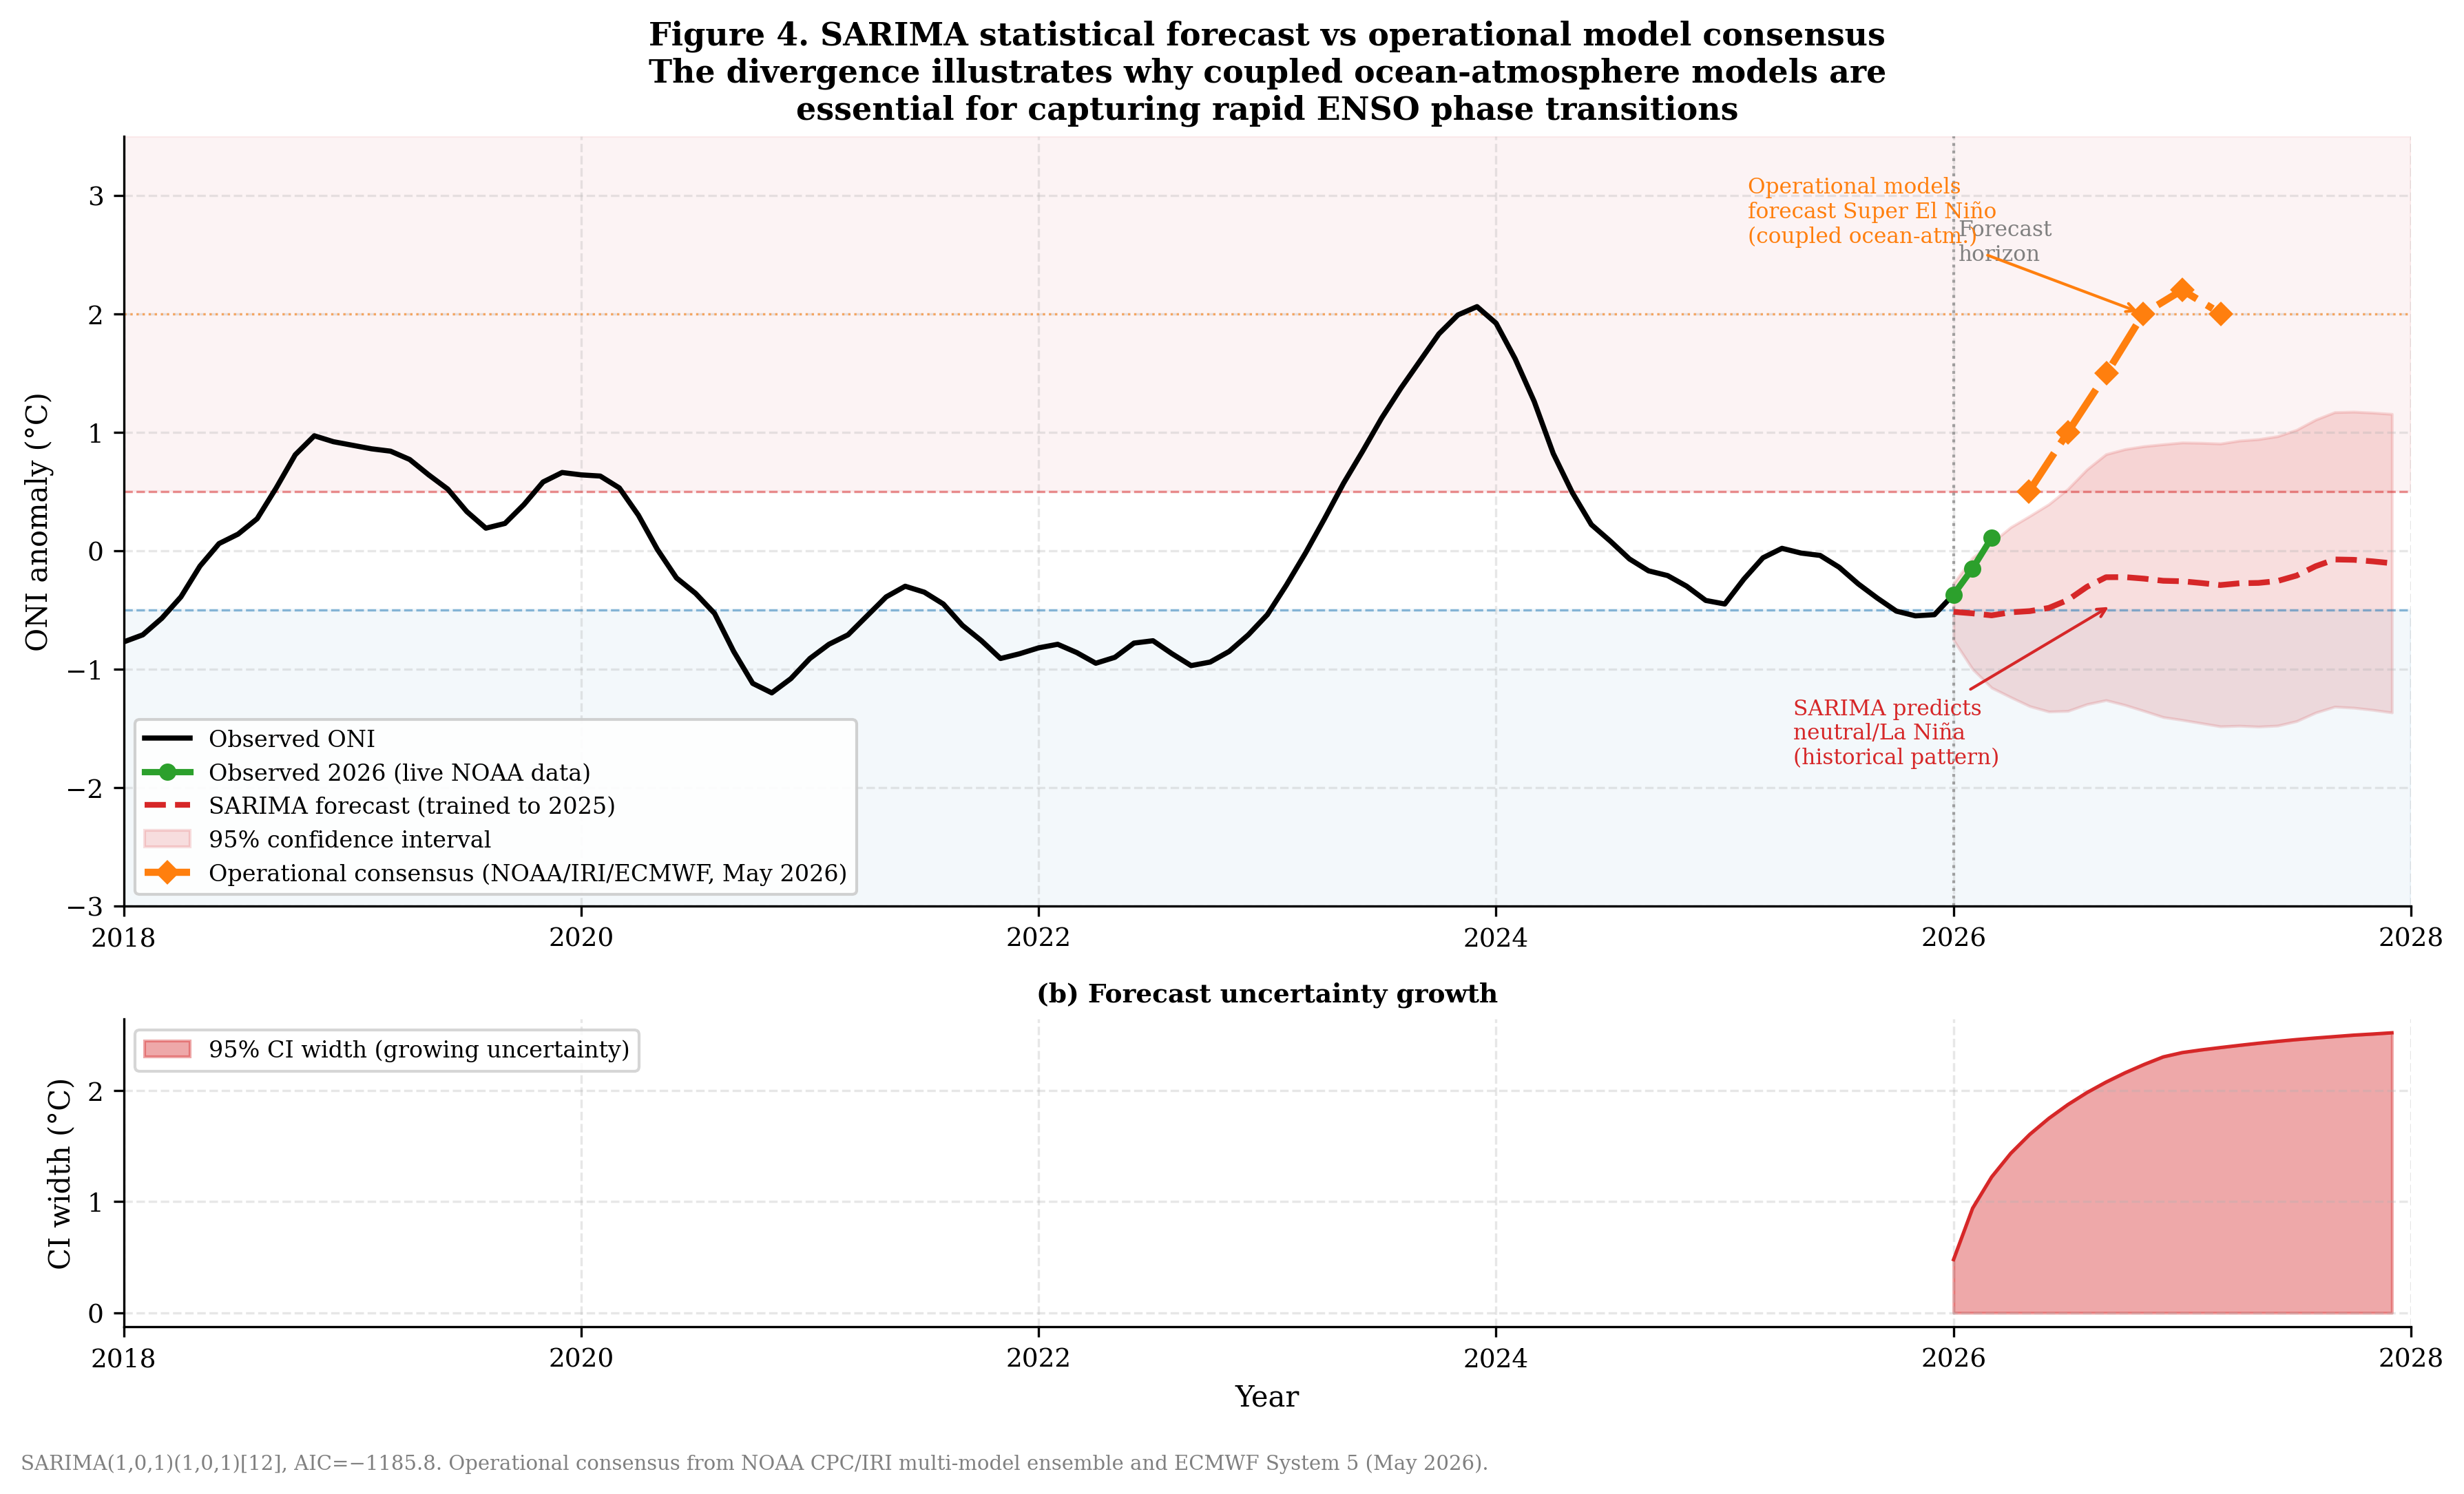 Figure 4. SARIMA statistical forecast vs operational model consensus
The divergence illustrates why coupled ocean-atmosphere models are
essential for capturing rapid ENSO phase transitions
ONI anomaly (°C)
3
2
1
0
−1
−2
−3
Operational models
forecast Super El Niño
(coupled ocean-atm.)
Forecast
horizon
SARIMA predicts
neutral/La Niña
(historical pattern)
Observed ONI
Observed 2026 (live NOAA data)
SARIMA forecast (trained to 2025)
95% confidence interval
Operational consensus (NOAA/IRI/ECMWF, May 2026)
2018 2020 2022 2024 2026 2028
(b) Forecast uncertainty growth
95% CI width (growing uncertainty)
CI width (°C)
2
1
0
2018 2020 2022 2024 2026 2028
Year
SARIMA(1,0,1)(1,0,1)[12], AIC=−1185.8. Operational consensus from NOAA CPC/IRI multi-model ensemble and ECMWF System 5 (May 2026).